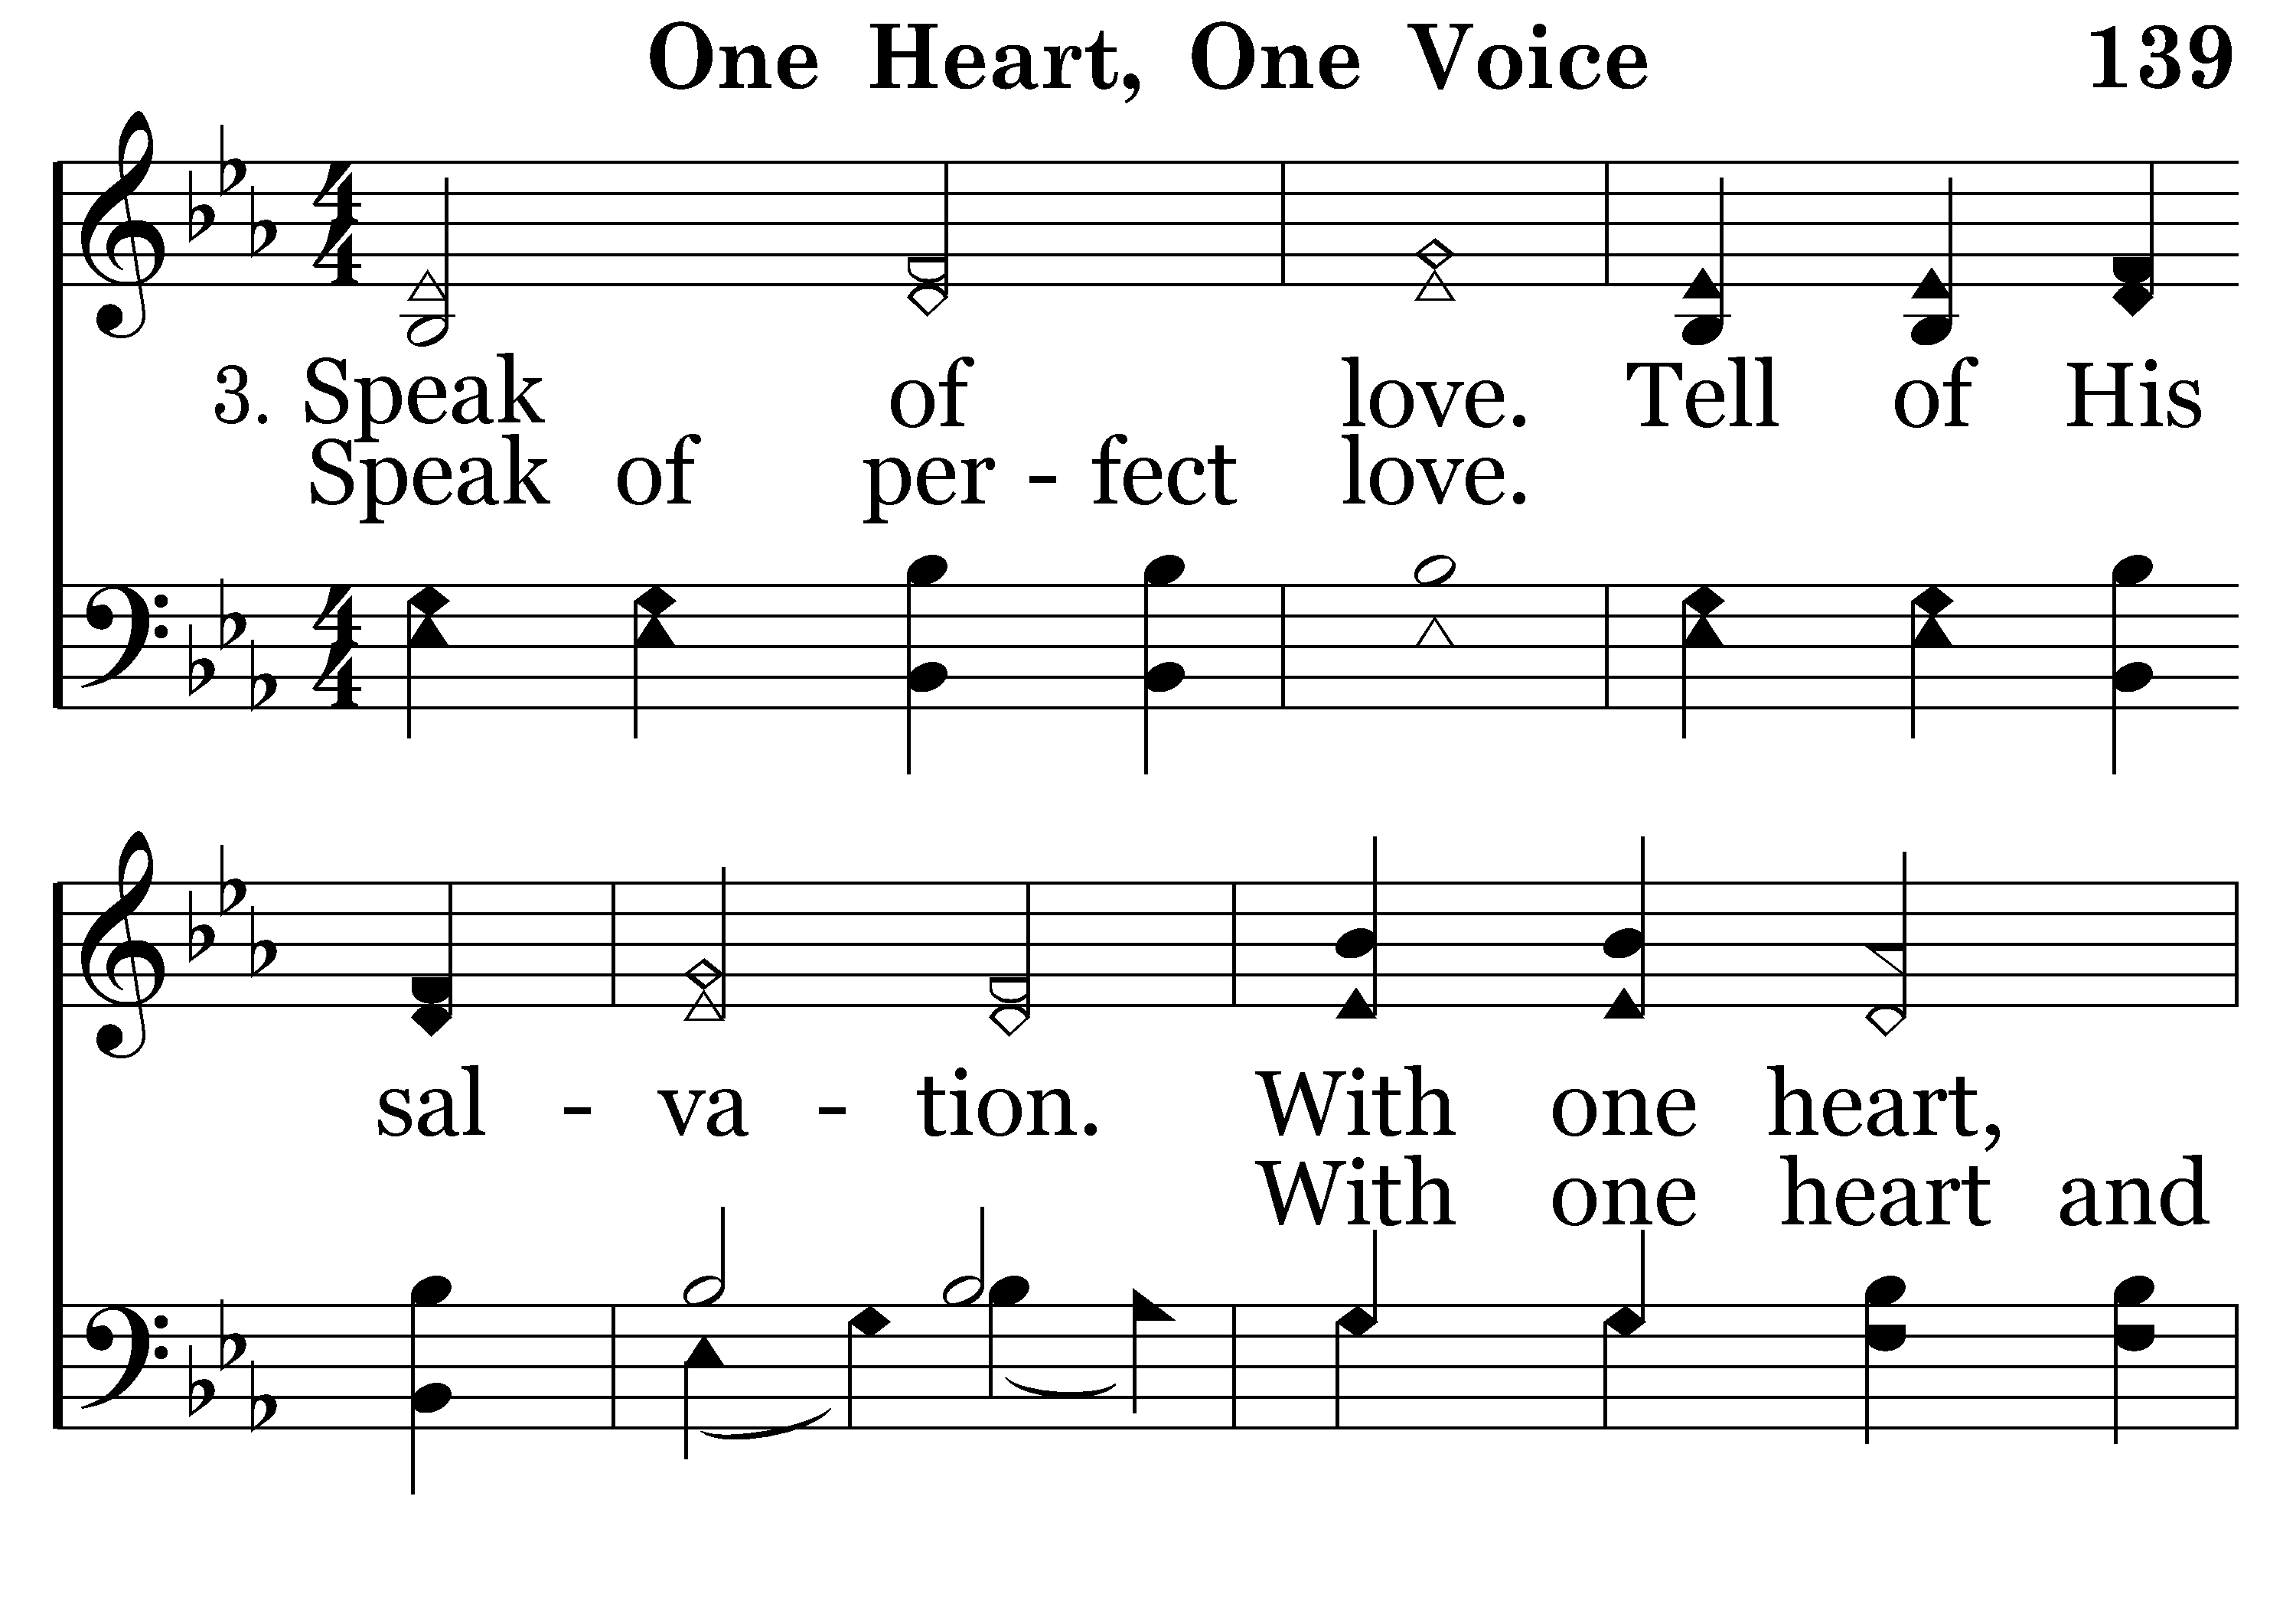 One Heart, One Voice 139
3. Speak of love. Tell of His
Speak of per - fect love.
sal - va - tion. With one heart,
With one heart and